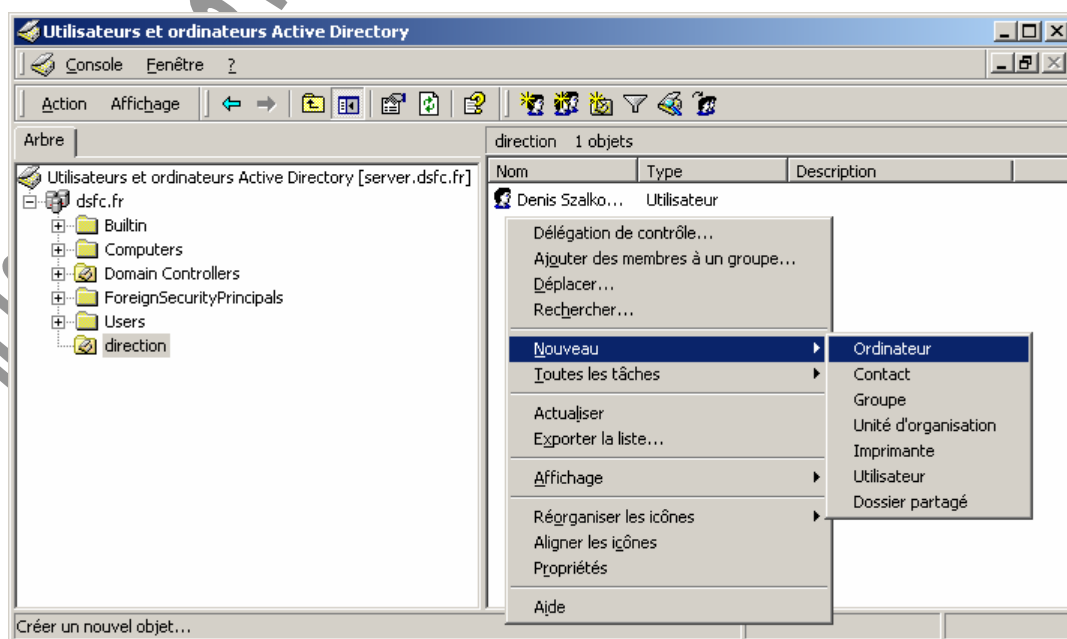 Utilisateurs et ordinateurs Active Directory
Console Fenêtre ?
Action Affichage
Arbre
direction 1 objets
Utilisateurs et ordinateurs Active Directory [server.dsfc.fr]
dsfc.fr
Builtin
Computers
Domain Controllers
ForeignSecurityPrincipals
Users
direction
Nom Type Description
Denis Szalko... Utilisateur
Délégation de contrôle...
Ajouter des membres à un groupe...
Déplacer...
Rechercher...
Nouveau
Toutes les tâches
Actualiser
Exporter la liste...
Affichage
Réorganiser les icônes
Aligner les icônes
Propriétés
Aide
Ordinateur
Contact
Groupe
Unité d'organisation
Imprimante
Utilisateur
Dossier partagé
Créer un nouvel objet...